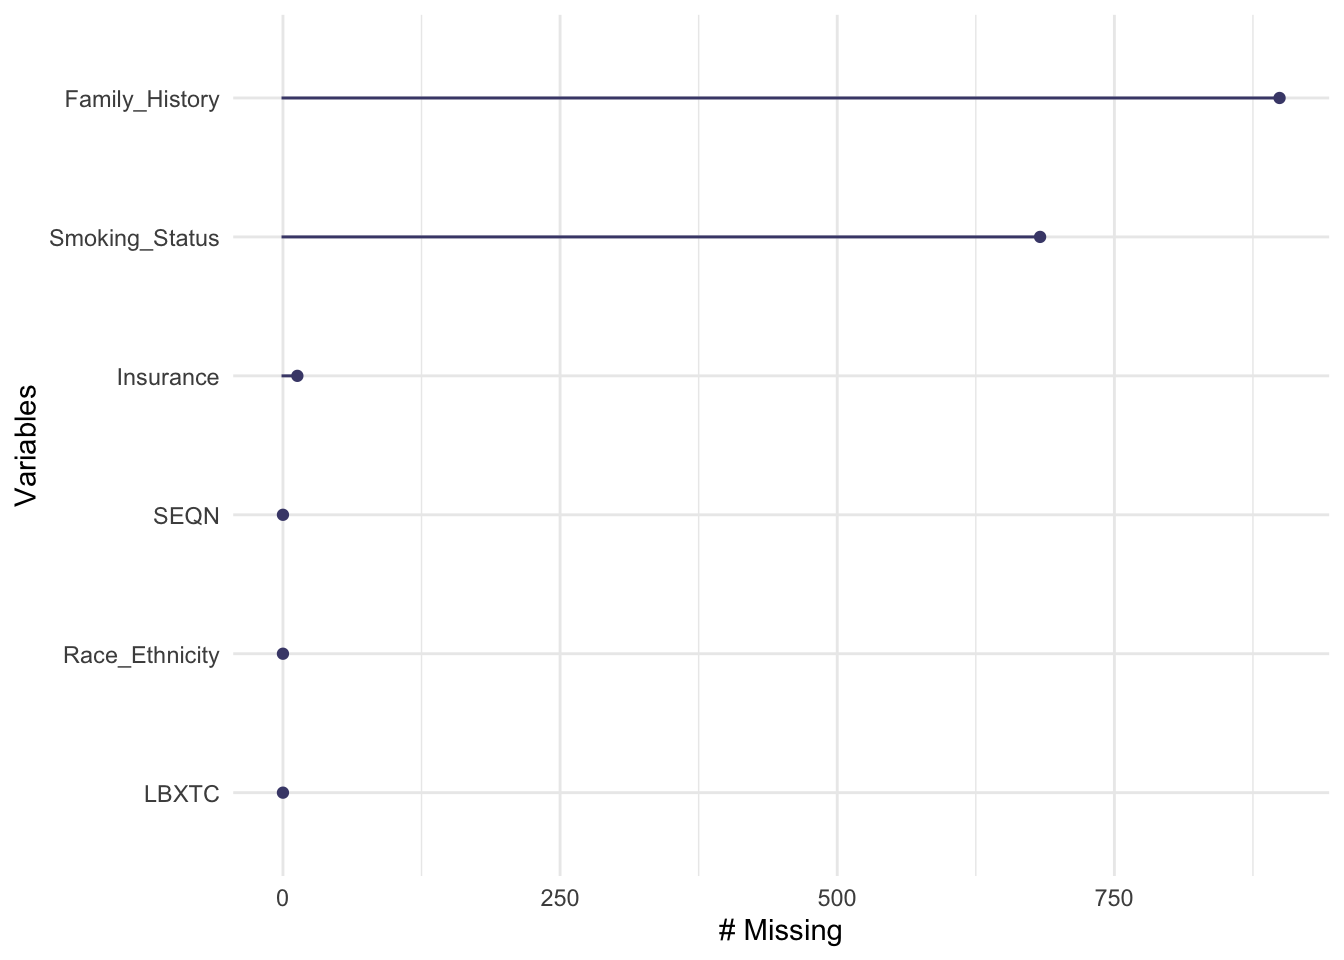 Family_History
Smoking_Status
Insurance
SEQN
Race_Ethnicity
LBXTC
Variables
0 250 500 750
# Missing